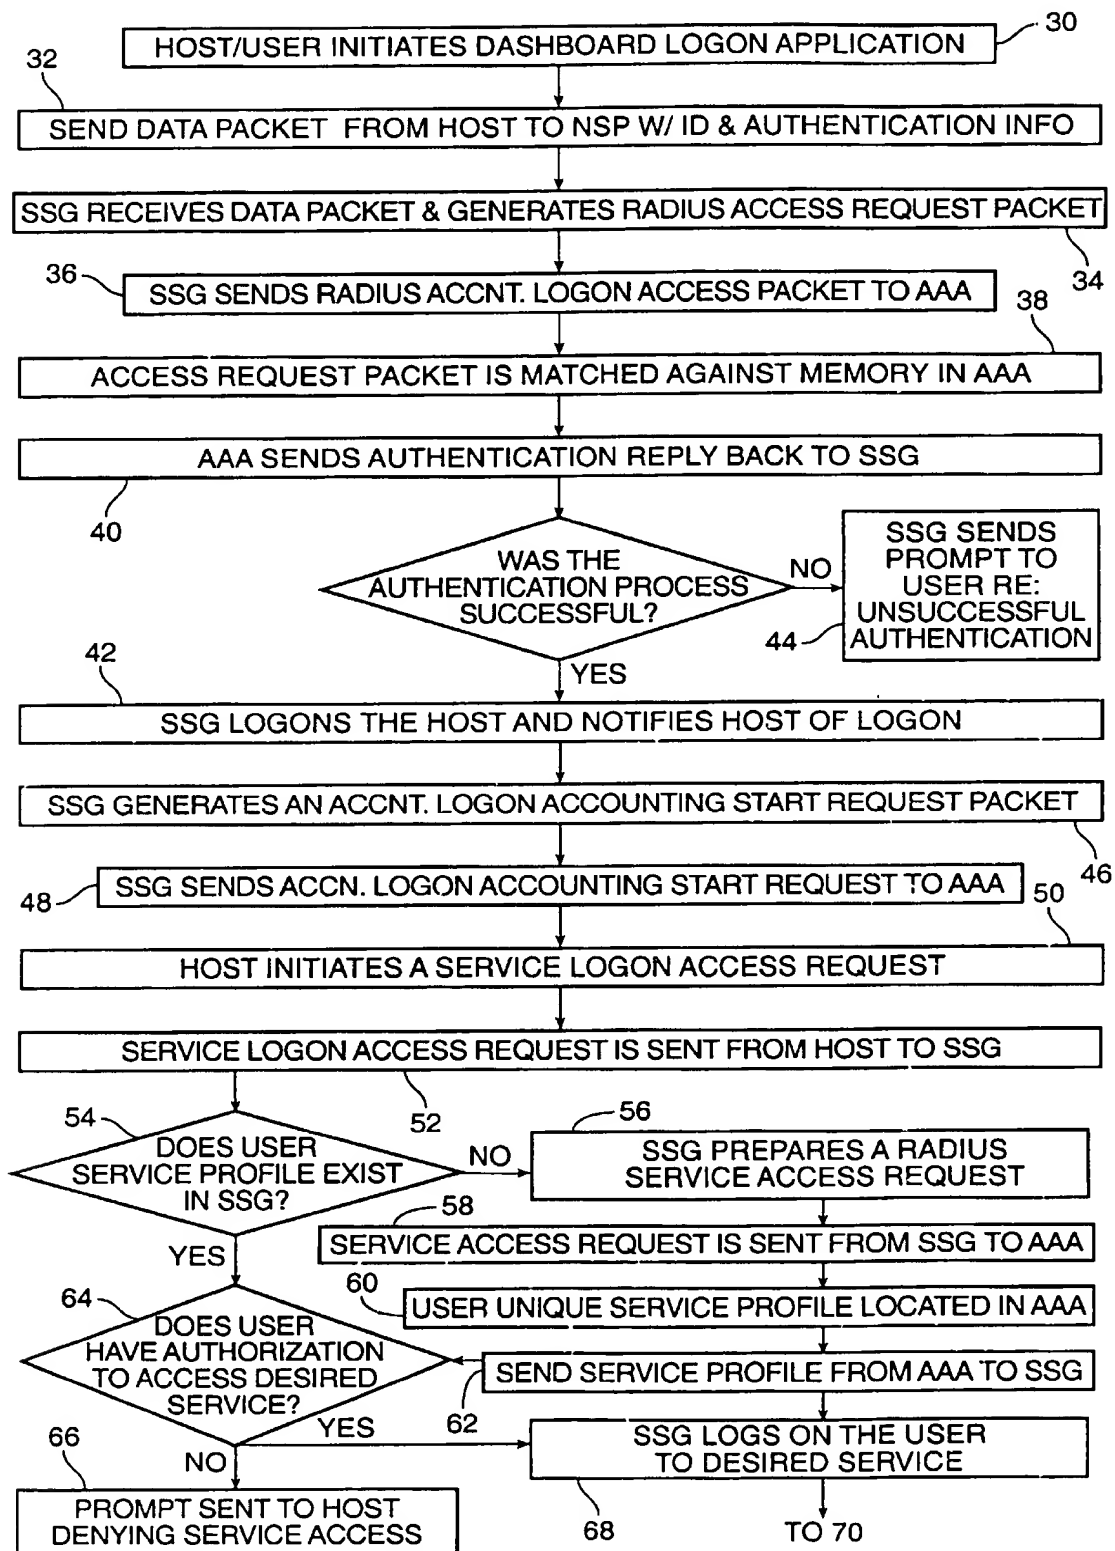 HOST/USER INITIATES DASHBOARD LOGON APPLICATION
30
32
SEND DATA PACKET FROM HOST TO NSP W/ ID & AUTHENTICATION INFO
SSG RECEIVES DATA PACKET & GENERATES RADIUS ACCESS REQUEST PACKET
34
36
SSG SENDS RADIUS ACCNT. LOGON ACCESS PACKET TO AAA
38
ACCESS REQUEST PACKET IS MATCHED AGAINST MEMORY IN AAA
AAA SENDS AUTHENTICATION REPLY BACK TO SSG
40
WAS THE
AUTHENTICATION PROCESS
SUCCESSFUL?
NO
SSG SENDS
PROMPT TO
USER RE:
UNSUCCESSFUL
AUTHENTICATION
44
YES
42
SSG LOGONS THE HOST AND NOTIFIES HOST OF LOGON
SSG GENERATES AN ACCNT. LOGON ACCOUNTING START REQUEST PACKET
46
48
SSG SENDS ACCN. LOGON ACCOUNTING START REQUEST TO AAA
50
HOST INITIATES A SERVICE LOGON ACCESS REQUEST
SERVICE LOGON ACCESS REQUEST IS SENT FROM HOST TO SSG
52
54
DOES USER
SERVICE PROFILE EXIST
IN SSG?
NO
56
SSG PREPARES A RADIUS
SERVICE ACCESS REQUEST
58
SERVICE ACCESS REQUEST IS SENT FROM SSG TO AAA
YES
60
USER UNIQUE SERVICE PROFILE LOCATED IN AAA
64
DOES USER
HAVE AUTHORIZATION
TO ACCESS DESIRED
SERVICE?
SEND SERVICE PROFILE FROM AAA TO SSG
62
YES
SSG LOGS ON THE USER
TO DESIRED SERVICE
68
NO
66
PROMPT SENT TO HOST
DENYING SERVICE ACCESS
TO 70